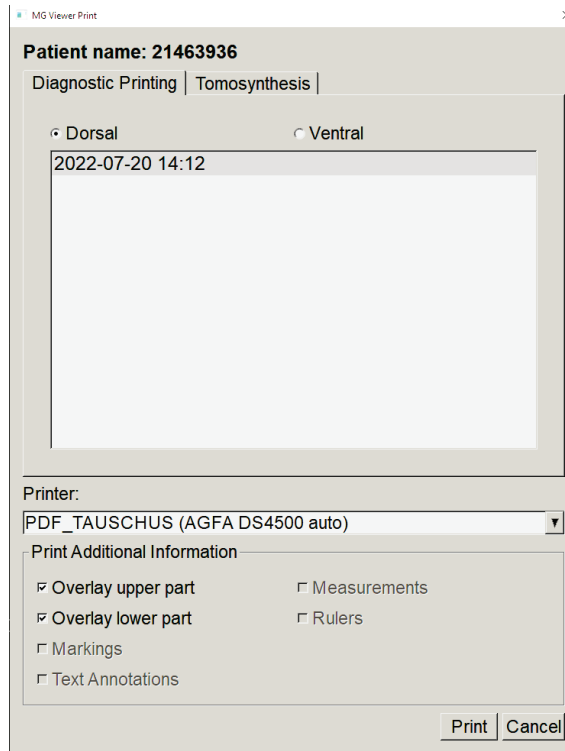 MG Viewer Print
Patient name: 21463936
Diagnostic Printing Tomosynthesis
Dorsal Ventral
2022-07-20 14:12
Printer:
PDF_TAUSCHUS (AGFA DS4500 auto)
Print Additional Information
Overlay upper part Measurements
Overlay lower part Rulers
Markings
Text Annotations
Print Cancel